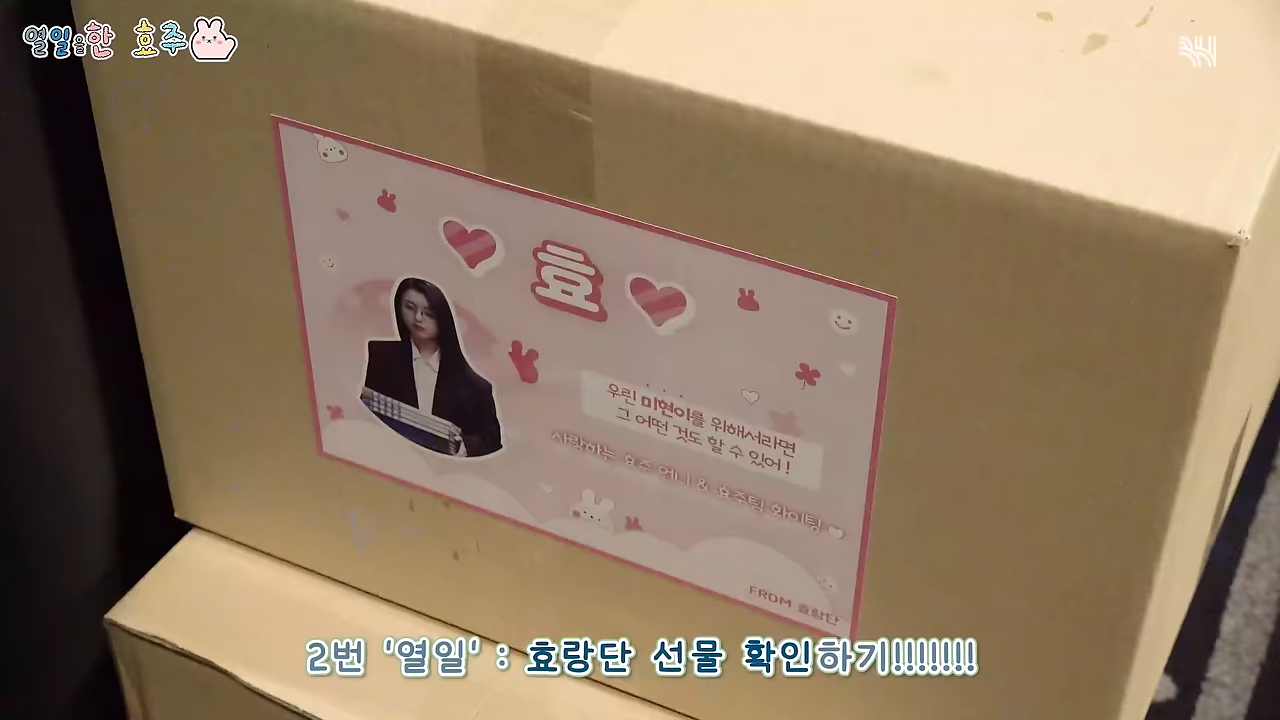 열일을한 효주
효
우린 미현이를 위해서라면
그 어떤 것도 할 수 있어!
사랑하는 효주 언니 & 효주팀 화이팅
FROM 효랑단
2번 '열일' : 효랑단 선물 확인하기!!!!!!!